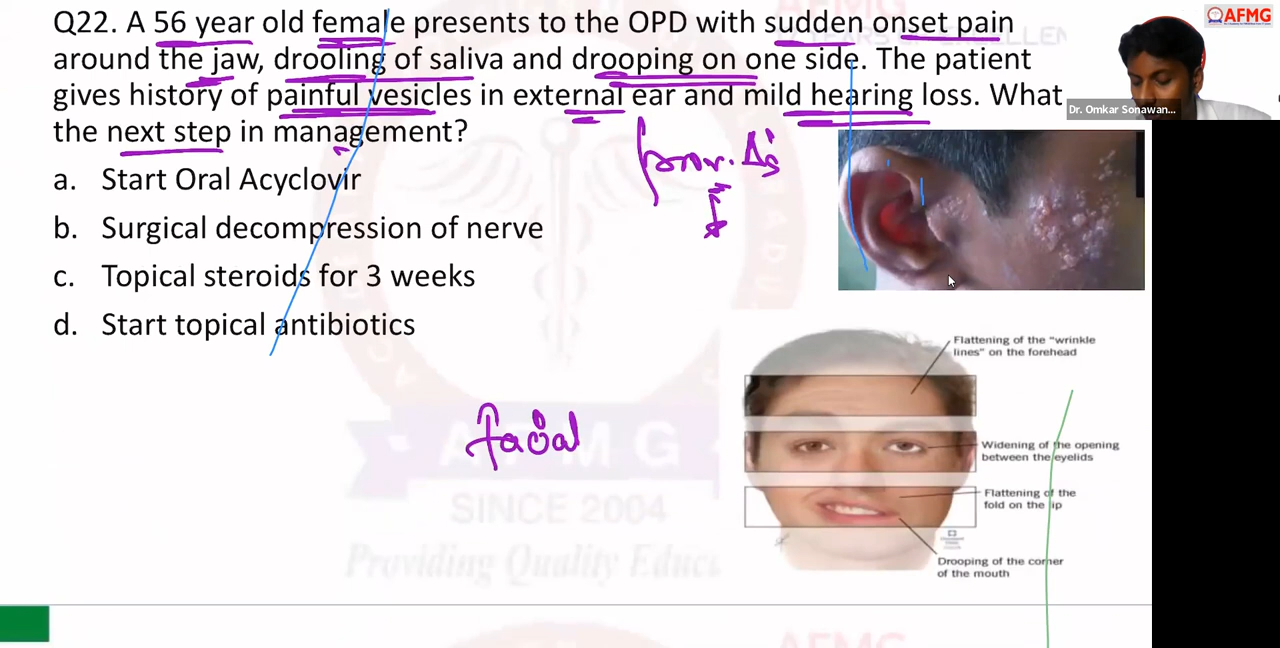 Q22. A 56 year old female presents to the OPD with sudden onset pain
around the jaw, drooling of saliva and drooping on one side. The patient
gives history of painful vesicles in external ear and mild hearing loss. What
the next step in management?
a. Start Oral Acyclovir
b. Surgical decompression of nerve
c. Topical steroids for 3 weeks
d. Start topical antibiotics
AFMG
Dr. Omkar Sonawan...
Flattening of the "wrinkle
lines" on the forehead
Widening of the opening
between the eyelids
Flattening of the
fold on the lip
Drooping of the corner
of the mouth
facial
AFMG
SINCE 2004
Providing Quality Educ
AFMG